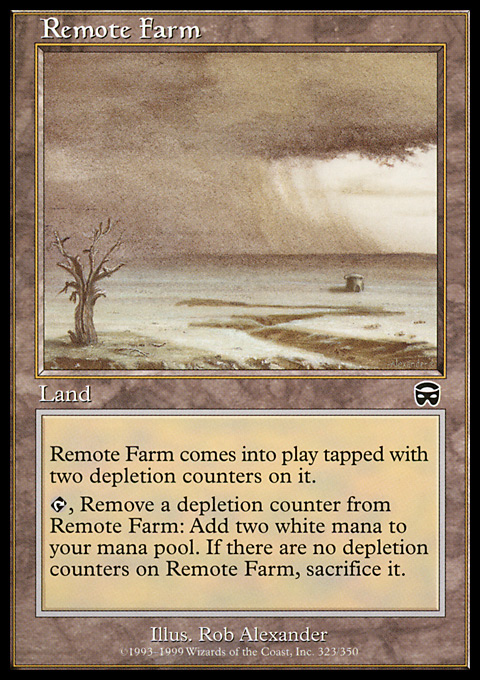 Remote Farm
Land
Remote Farm comes into play tapped with
two depletion counters on it.
, Remove a depletion counter from
Remote Farm: Add two white mana to
your mana pool. If there are no depletion
counters on Remote Farm, sacrifice it.
Illus. Rob Alexander
©1993-1999 Wizards of the Coast, Inc. 323/350